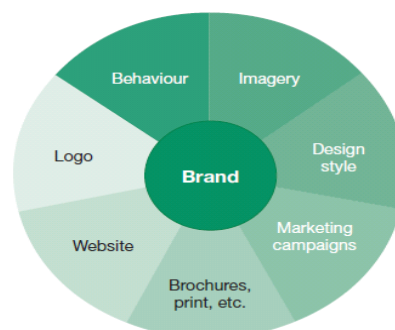 Behaviour
Imagery
Design
style
Marketing
campaigns
Brochures,
print, etc.
Website
Logo
Brand